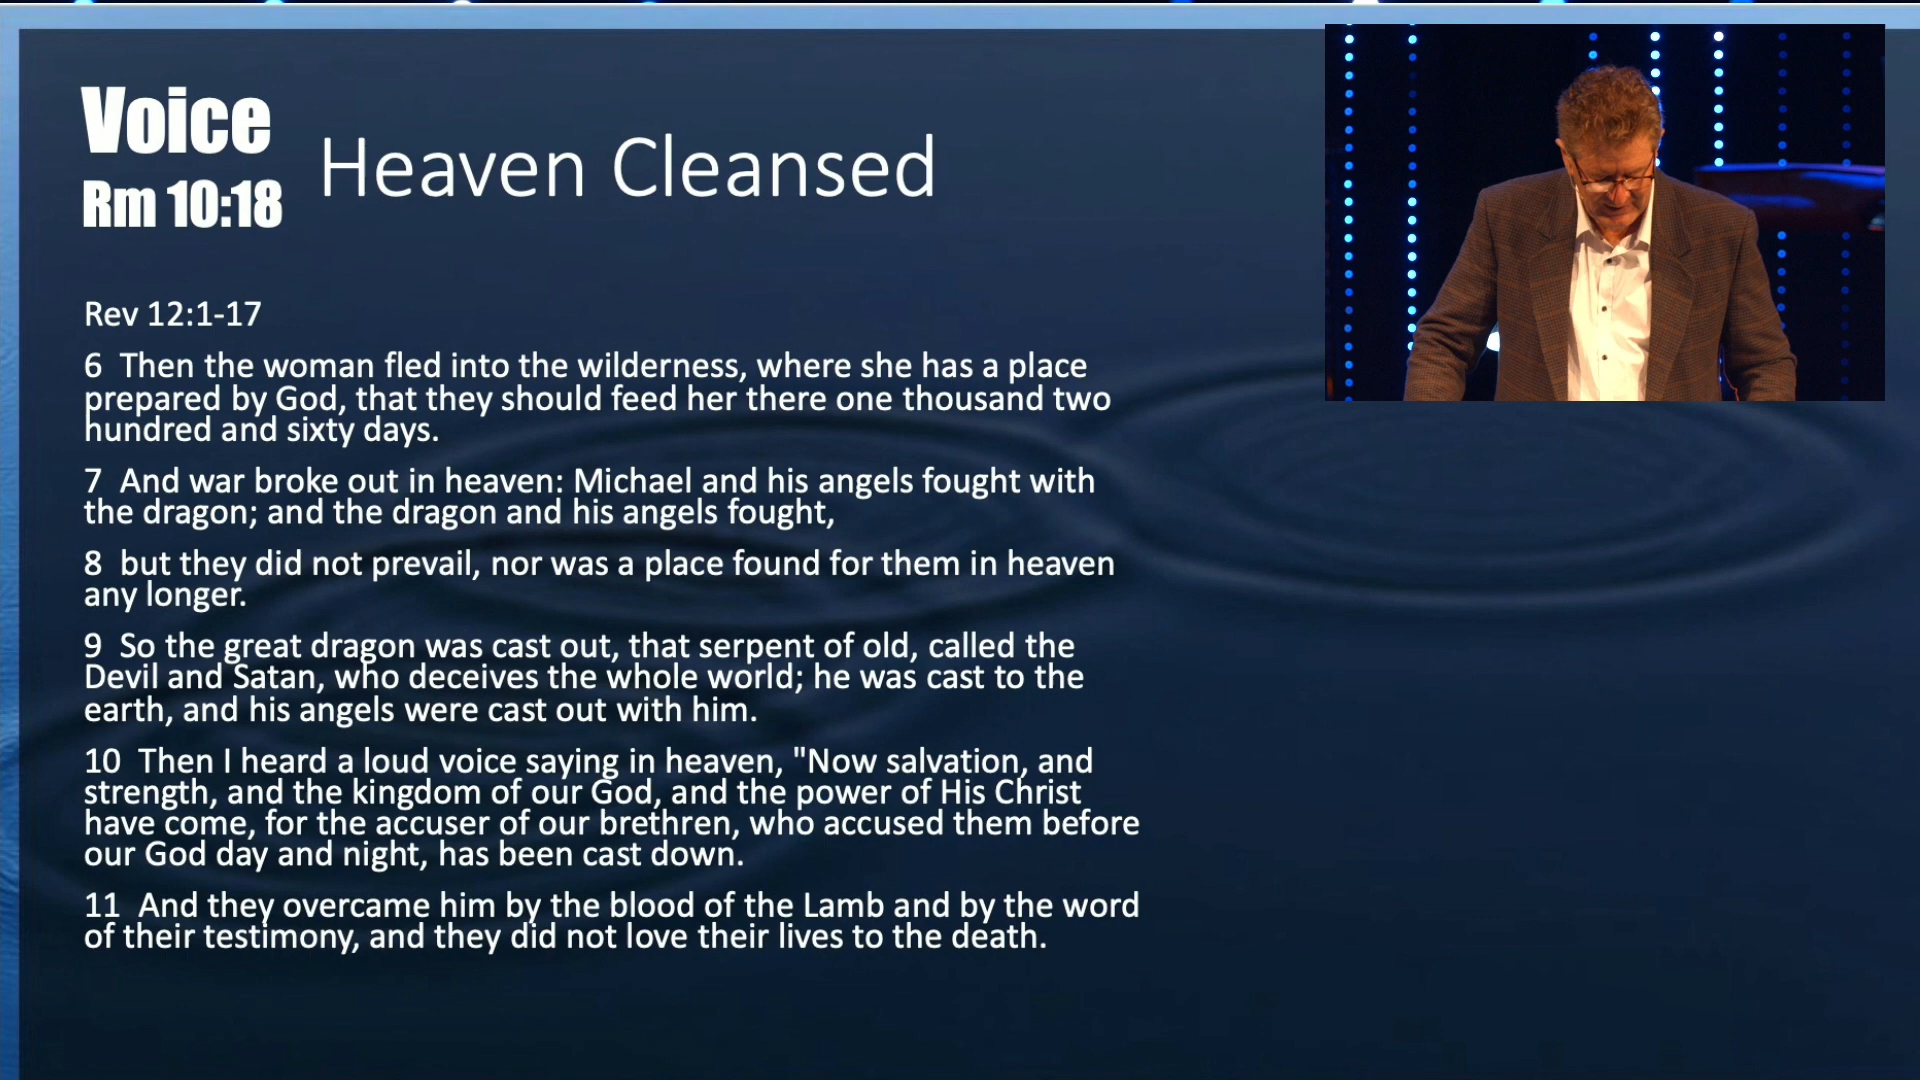 Voice
Rm 10:18
Heaven Cleansed
Rev 12:1-17
6 Then the woman fled into the wilderness, where she has a place
prepared by God, that they should feed her there one thousand two
hundred and sixty days.
7 And war broke out in heaven: Michael and his angels fought with
the dragon; and the dragon and his angels fought,
8 but they did not prevail, nor was a place found for them in heaven
any longer.
9 So the great dragon was cast out, that serpent of old, called the
Devil and Satan, who deceives the whole world; he was cast to the
earth, and his angels were cast out with him.
10 Then I heard a loud voice saying in heaven, "Now salvation, and
strength, and the kingdom of our God, and the power of His Christ
have come, for the accuser of our brethren, who accused them before
our God day and night, has been cast down.
11 And they overcame him by the blood of the Lamb and by the word
of their testimony, and they did not love their lives to the death.